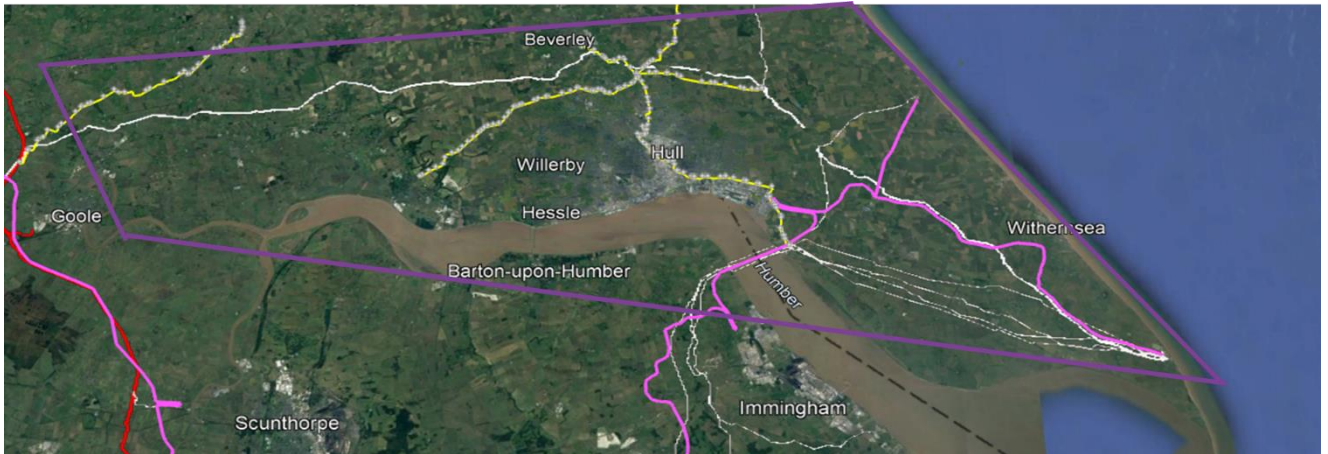 Beverley
Willerby
Hull
Goole
Hessle
Withernsea
Barton-upon-Humber
Humber
Immingham
Scunthorpe